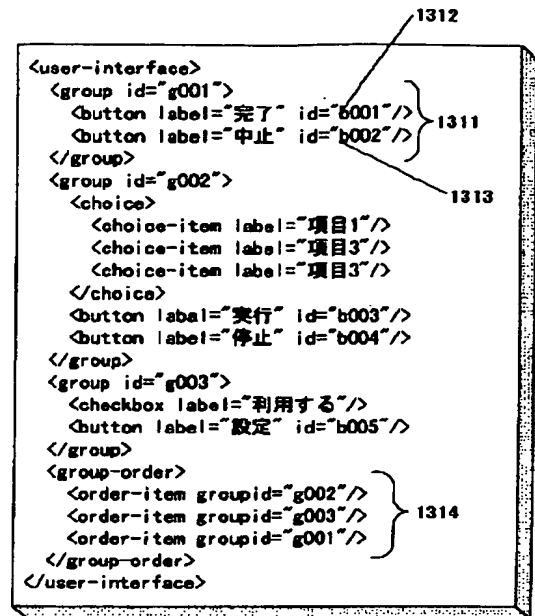 1312
<user-interface>
<group id="g001">
<button label="完了" id="b001"/>
<button label="中止" id="b002"/>
1311
</group>
1313
<group id="g002">
<choice>
<choice-item label="項目1"/>
<choice-item label="項目3"/>
<choice-item label="項目3"/>
</choice>
<button label="実行" id="b003"/>
<button label="停止" id="b004"/>
</group>
<group id="g003">
<checkbox label="利用する"/>
<button label="設定" id="b005"/>
</group>
<group-order>
<order-item groupid="g002"/>
<order-item groupid="g003"/>
1314
<order-item groupid="g001"/>
</group-order>
</user-interface>